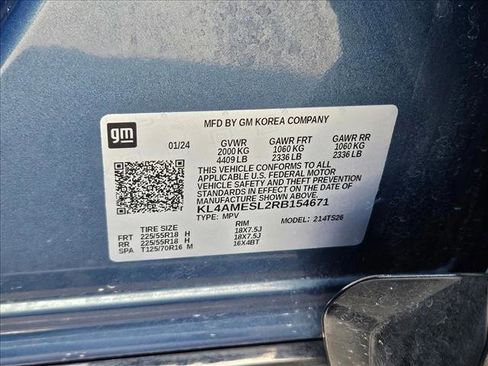 gm
MFD BY GM KOREA COMPANY
01/24 GVWR GAWR FRT GAWR RR
2000 KG 1060 KG 1060 KG
4409 LB 2336 LB 2336 LB
THIS VEHICLE CONFORMS TO ALL
APPLICABLE U.S. FEDERAL MOTOR
VEHICLE SAFETY AND THEFT PREVENTION
STANDARDS IN EFFECT ON THE DATE OF
MANUFACTURE SHOWN ABOVE.
KL4AMESL2RB154671
TYPE: MPV MODEL: 214TS26
TIRE SIZE RIM
FRT 225/55R18 H 18X7.5J
RR 225/55R18 H 18X7.5J
SPA T125/70R16 M 16X4BT